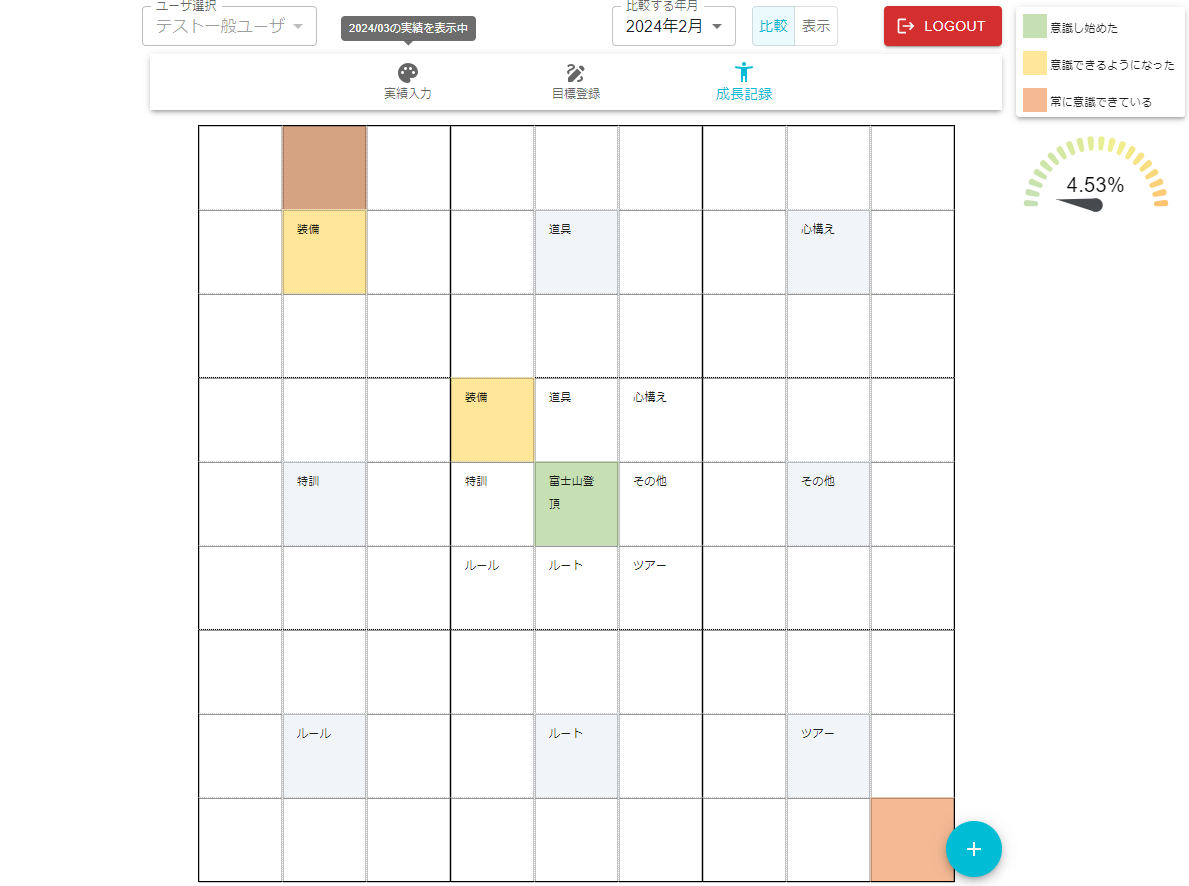 ユーザ選択
テスト一般ユーザ
2024/03の実績を表示中
比較する年月
2024年2月
比較
表示
LOGOUT
実績入力
目標登録
成長記録
意識し始めた
意識できるようになった
常に意識できている
4.53%
装備
道具
心構え
装備
道具
心構え
特訓
特訓
富士山登
頂
その他
その他
ルール
ルート
ツアー
ルール
ルート
ツアー